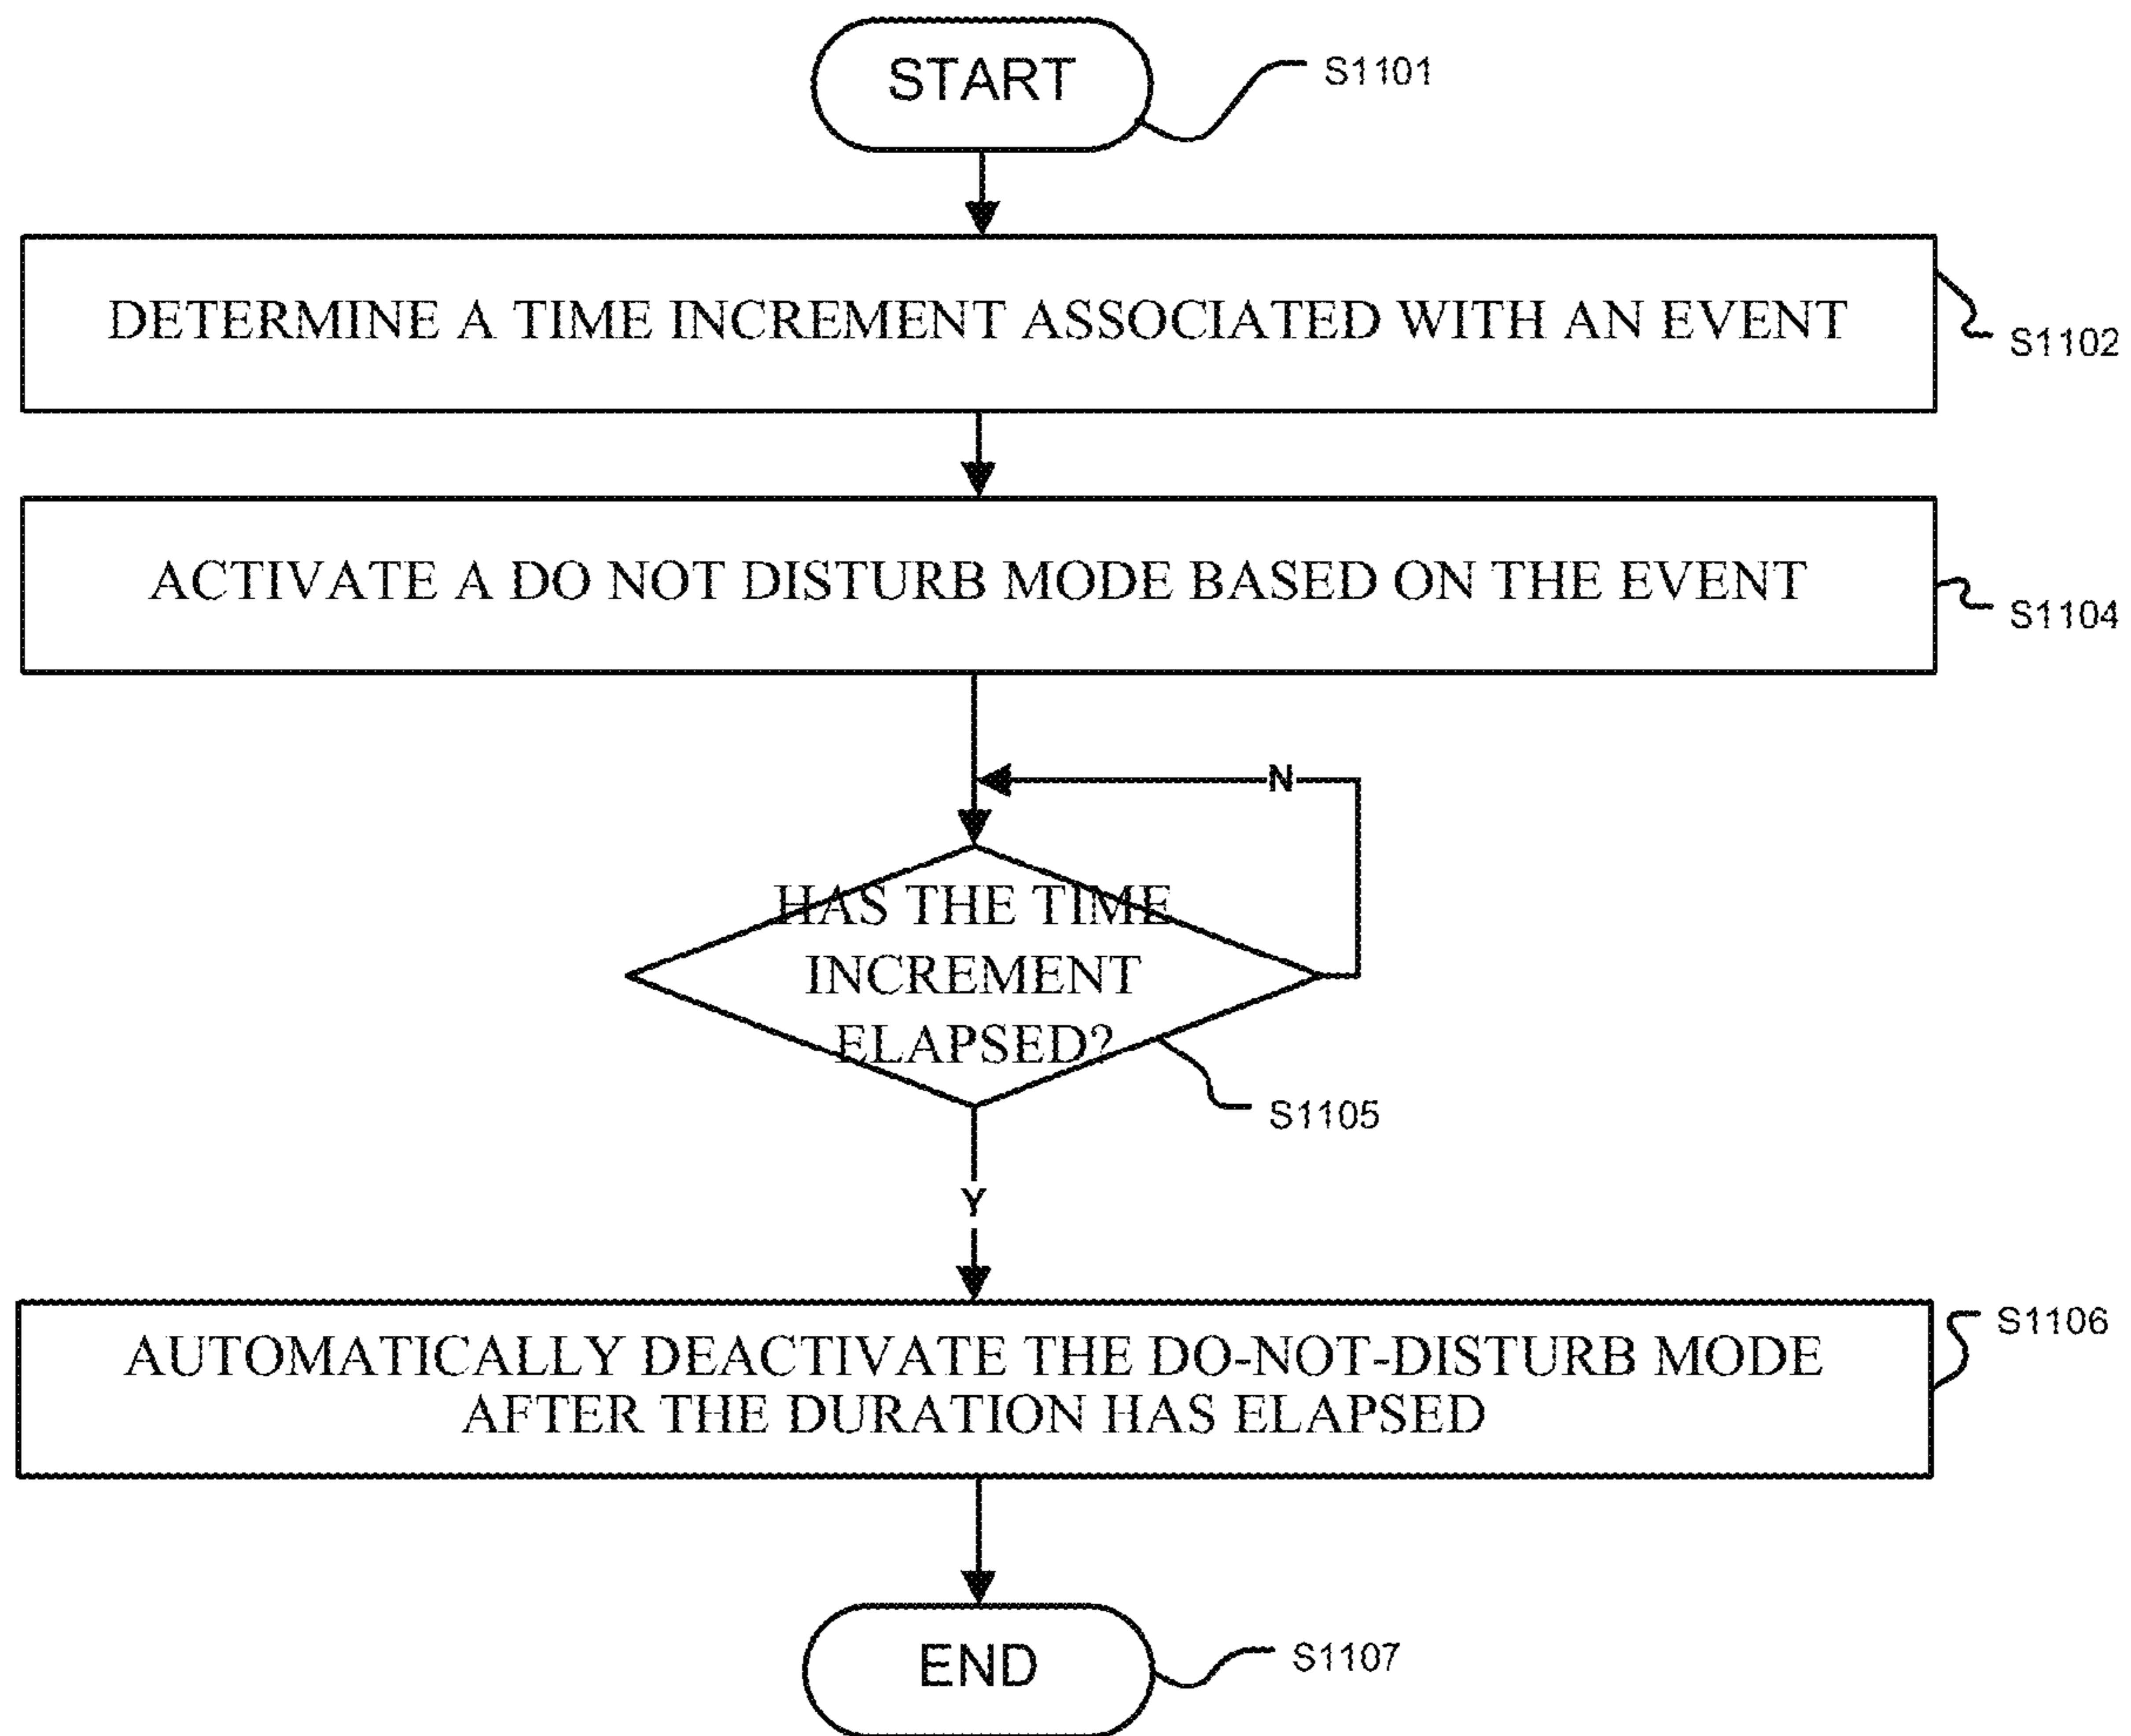 START
S1101
DETERMINE A TIME INCREMENT ASSOCIATED WITH AN EVENT
S1102
ACTIVATE A DO NOT DISTURB MODE BASED ON THE EVENT
S1104
N
HAS THE TIME
INCREMENT
ELAPSED?
S1105
Y
AUTOMATICALLY DEACTIVATE THE DO-NOT-DISTURB MODE
AFTER THE DURATION HAS ELAPSED
S1106
END
S1107